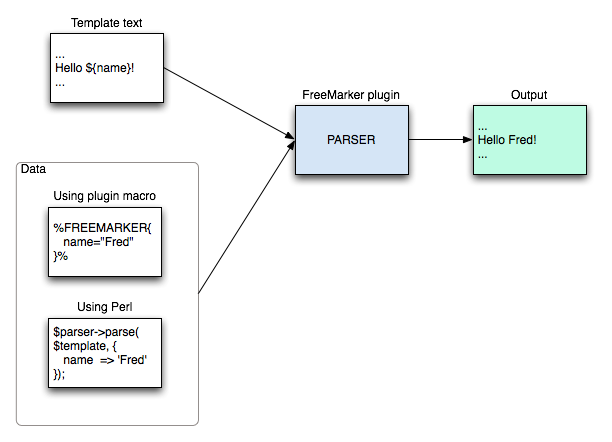 Template text
...
Hello ${name}!
...
FreeMarker plugin
PARSER
Output
...
Hello Fred!
...
Data
Using plugin macro
%FREEMARKER{
name="Fred"
}%
Using Perl
$parser->parse(
$template, {
name => 'Fred'
});